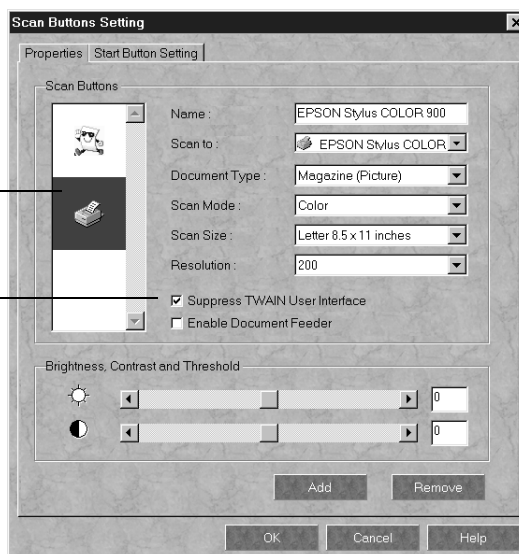 Scan Buttons Setting
Properties Start Button Setting
Scan Buttons
Name : EPSON Stylus COLOR 900
Scan to : EPSON Stylus COLOR
Document Type : Magazine (Picture)
Scan Mode : Color
Scan Size : Letter 8.5 x 11 inches
Resolution : 200
Suppress TWAIN User Interface
Enable Document Feeder
Brightness, Contrast and Threshold
0
0
Add Remove
OK Cancel Help